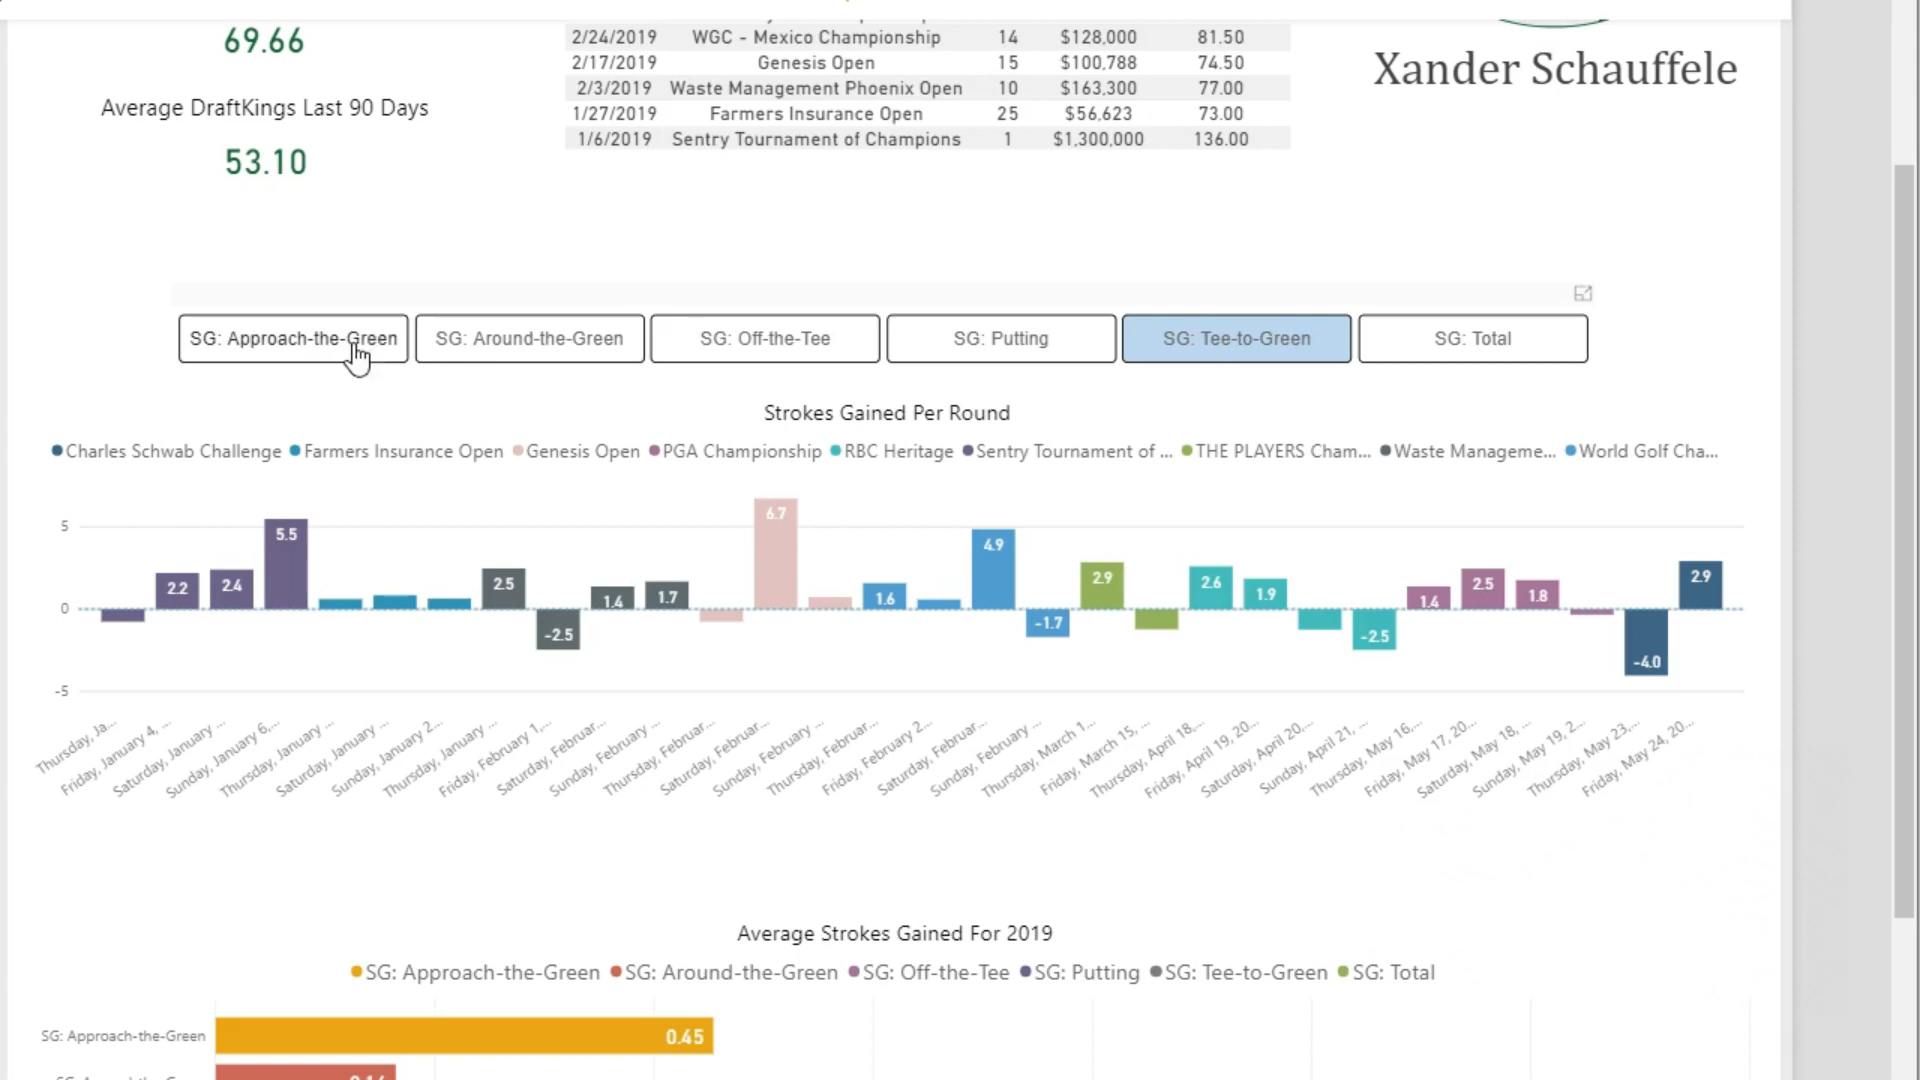 69.66
Average DraftKings Last 90 Days
53.10
2/24/2019 WGC - Mexico Championship 14 $128,000 81.50
2/17/2019 Genesis Open 15 $100,788 74.50
2/3/2019 Waste Management Phoenix Open 10 $163,300 77.00
1/27/2019 Farmers Insurance Open 25 $56,623 73.00
1/6/2019 Sentry Tournament of Champions 1 $1,300,000 136.00
Xander Schauffele
SG: Approach-the-Green SG: Around-the-Green SG: Off-the-Tee SG: Putting SG: Tee-to-Green SG: Total
Strokes Gained Per Round
Charles Schwab Challenge Farmers Insurance Open Genesis Open PGA Championship RBC Heritage Sentry Tournament of ... THE PLAYERS Cham... Waste Manageme... World Golf Cha...
5
0
-5
2.2 2.4 5.5 2.5 -2.5 1.4 1.7 6.7 1.6 4.9 -1.7 2.9 2.6 1.9 -2.5 1.4 2.5 1.8 -4.0 2.9
Thursday, Ja...
Friday, January 4, ...
Saturday, January ...
Sunday, January 6,...
Thursday, January ...
Saturday, January ...
Sunday, January 2...
Thursday, January ...
Friday, February 1,...
Saturday, Februar...
Sunday, February ...
Thursday, Februar...
Saturday, Februar...
Sunday, February ...
Thursday, Februar...
Friday, February 2...
Saturday, Februar...
Sunday, February ...
Thursday, March 1...
Friday, March 15, ...
Thursday, April 18,...
Friday, April 19, 20...
Saturday, April 20,...
Sunday, April 21, ...
Thursday, May 16,...
Friday, May 17, 20...
Saturday, May 18, ...
Sunday, May 19, 2...
Thursday, May 23,...
Friday, May 24, 20...
Average Strokes Gained For 2019
SG: Approach-the-Green SG: Around-the-Green SG: Off-the-Tee SG: Putting SG: Tee-to-Green SG: Total
SG: Approach-the-Green 0.45